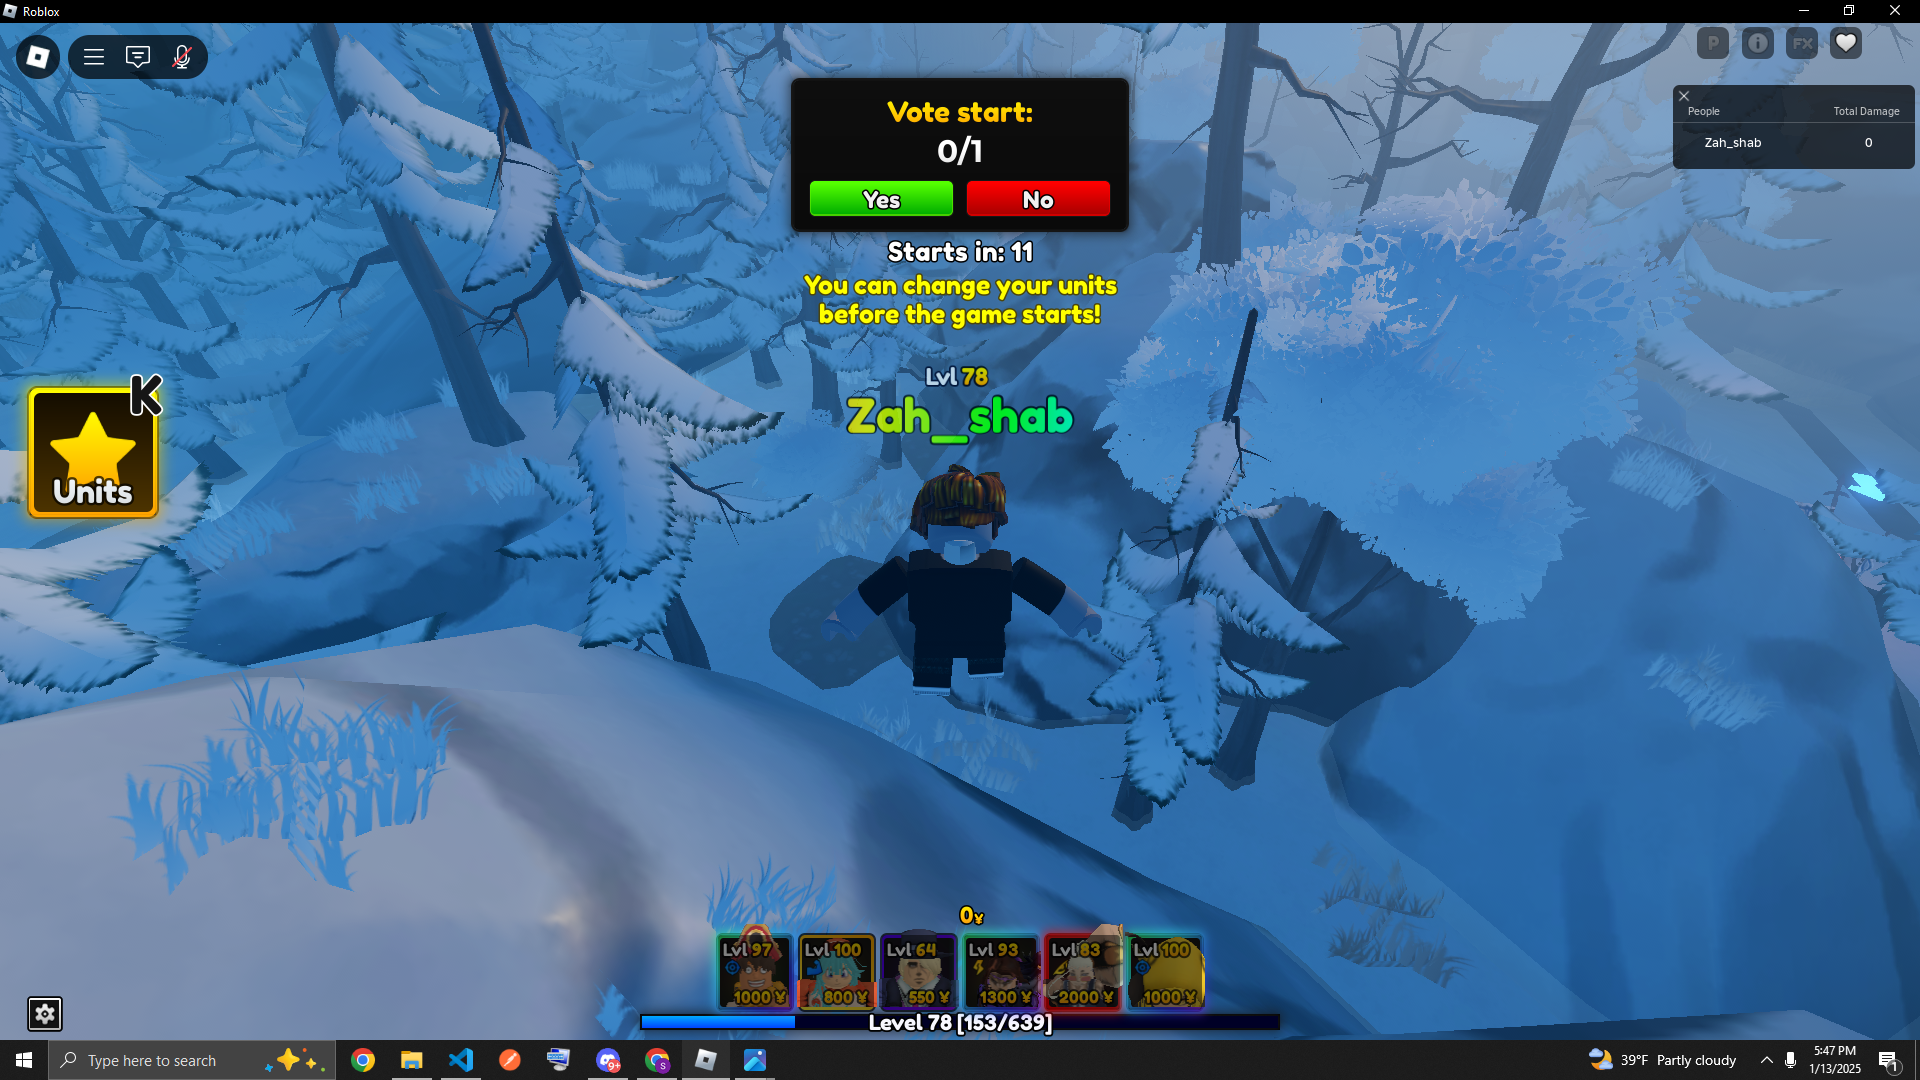 Roblox
P
FX
Vote start:
0/1
Yes
No
People
Total Damage
Zah_shab
0
Starts in: 11
You can change your units
before the game starts!
Lvl 78
Zah_shab
K
Units
0¥
Lvl 97
Lvl 100
Lvl 64
Lvl 93
Lvl 83
Lvl 100
1000 ¥
800 ¥
550 ¥
1300 ¥
2000 ¥
1000 ¥
Level 78 [153/639]
Type here to search
9+
S
39°F Partly cloudy
5:47 PM
1/13/2025
1